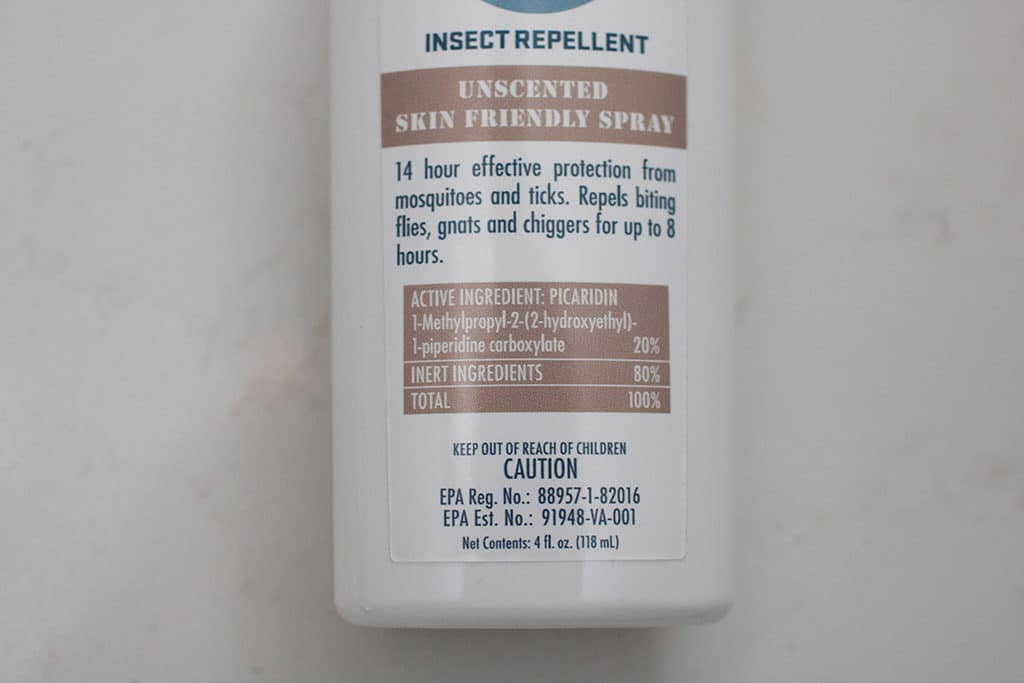 INSECT REPELLENT
UNSCENTED
SKIN FRIENDLY SPRAY
14 hour effective protection from
mosquitoes and ticks. Repels biting
flies, gnats and chiggers for up to 8
hours.
ACTIVE INGREDIENT: PICARIDIN
1-Methylpropyl-2-(2-hydroxyethyl)-
1-piperidine carboxylate 20%
INERT INGREDIENTS 80%
TOTAL 100%
KEEP OUT OF REACH OF CHILDREN
CAUTION
EPA Reg. No.: 88957-1-82016
EPA Est. No.: 91948-VA-001
Net Contents: 4 fl. oz. (118 mL)